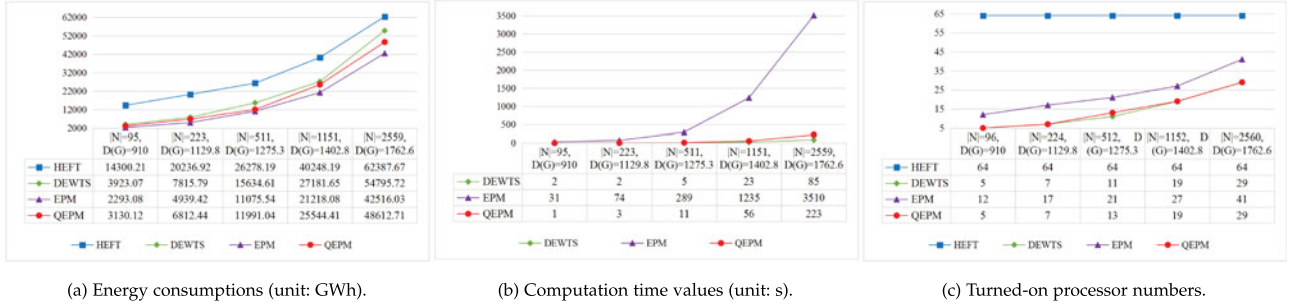 62000
52000
42000
32000
22000
12000
2000
|N|=95, |N|=223, |N|=511, |N|=1151, |N|=2559,
D(G)=910 D(G)=1129.8 D(G)=1275.3 D(G)=1402.8 D(G)=1762.6
HEFT 14300.21 20236.92 26278.19 40248.19 62387.67
DEWTS 3923.07 7815.79 15634.61 27181.65 54795.72
EPM 2293.08 4939.42 11075.54 21218.08 42516.03
QEPM 3130.12 6812.44 11991.04 25544.41 48612.71
HEFT DEWTS EPM QEPM
(a) Energy consumptions (unit: GWh).
3500
3000
2500
2000
1500
1000
500
0
|N|=95, |N|=223, |N|=511, |N|=1151, |N|=2559,
D(G)=910 D(G)=1129.8 D(G)=1275.3 D(G)=1402.8 D(G)=1762.6
DEWTS 2 2 5 23 85
EPM 31 74 289 1235 3510
QEPM 1 3 11 56 223
DEWTS EPM QEPM
(b) Computation time values (unit: s).
65
55
45
35
25
15
5
|N|=96, |N|=224, |N|=512, D |N|=1152, D |N|=2560,
D(G)=910 D(G)=1129.8 (G)=1275.3 (G)=1402.8 D(G)=1762.6
HEFT 64 64 64 64 64
DEWTS 5 7 11 19 29
EPM 12 17 21 27 41
QEPM 5 7 13 19 29
HEFT DEWTS EPM QEPM
(c) Turned-on processor numbers.